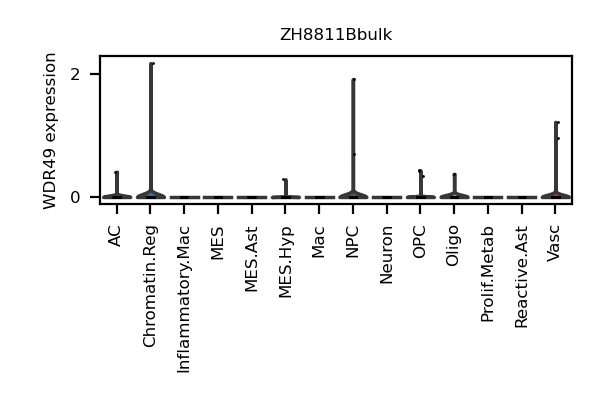 ZH8811Bbulk
WDR49 expression
2
0
AC
Chromatin.Reg
Inflammatory.Mac
MES
MES.Ast
MES.Hyp
Mac
NPC
Neuron
OPC
Oligo
Prolif.Metab
Reactive.Ast
Vasc